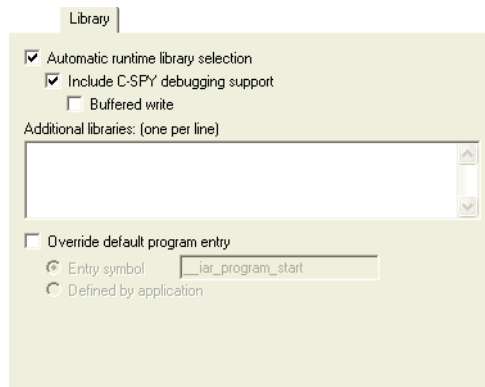 Library
Automatic runtime library selection
Include C-SPY debugging support
Buffered write
Additional libraries: (one per line)
Override default program entry
Entry symbol __iar_program_start
Defined by application